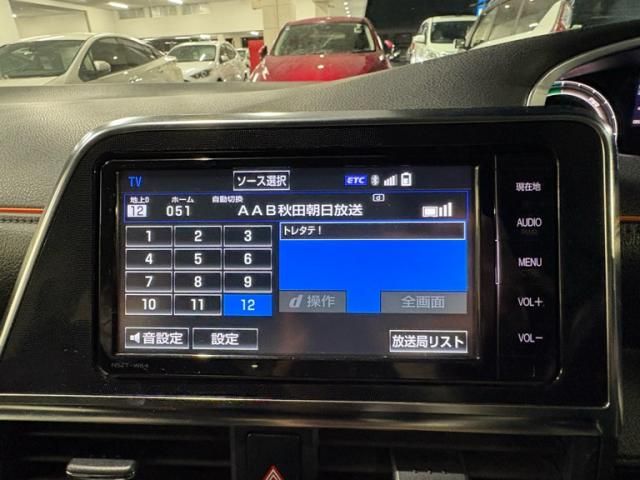 TV
ソース選択
ETC
地上D
ホーム
自動切換
12
051
AAB秋田朝日放送
d
1
2
3
トレタテ!
4
5
6
7
8
9
10
11
12
d 操作
全画面
音設定
設定
放送局リスト
現在地
AUDIO
MENU
VOL+
VOL-
NSZT-W64